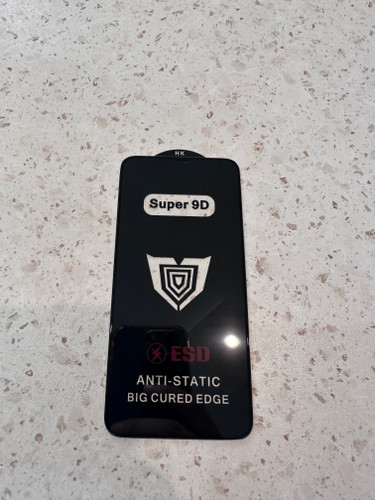 HK
Super 9D
ESD
ANTI-STATIC
BIG CURED EDGE